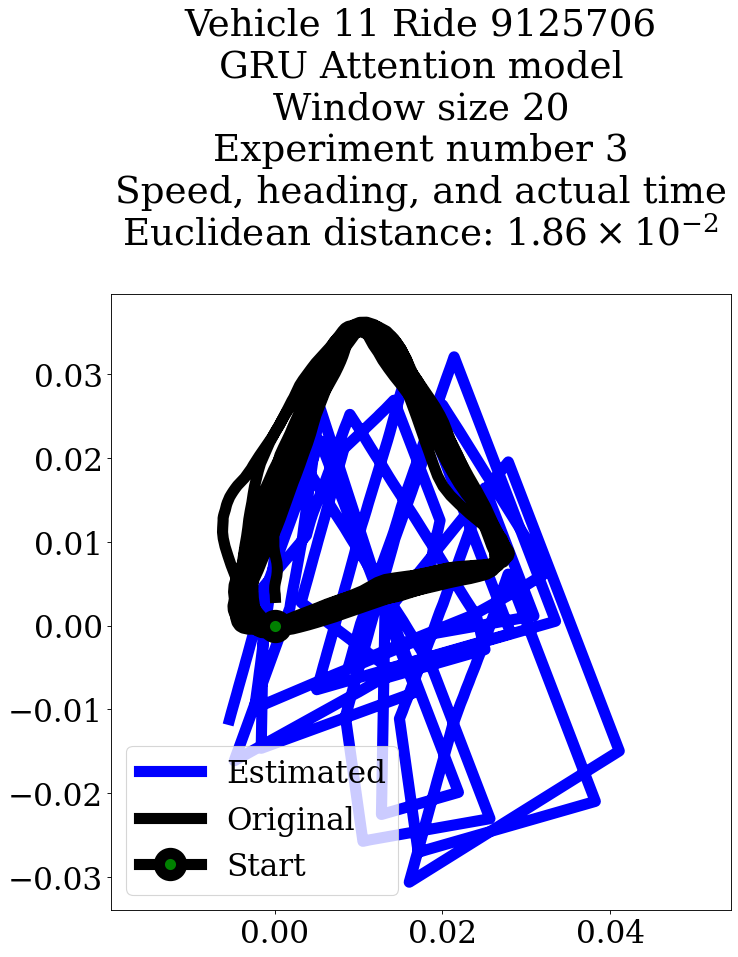 Vehicle 11 Ride 9125706
GRU Attention model
Window size 20
Experiment number 3
Speed, heading, and actual time
Euclidean distance: 1.86 × 10⁻²
0.03
0.02
0.01
0.00
−0.01
−0.02
−0.03
Estimated
Original
Start
0.00 0.02 0.04